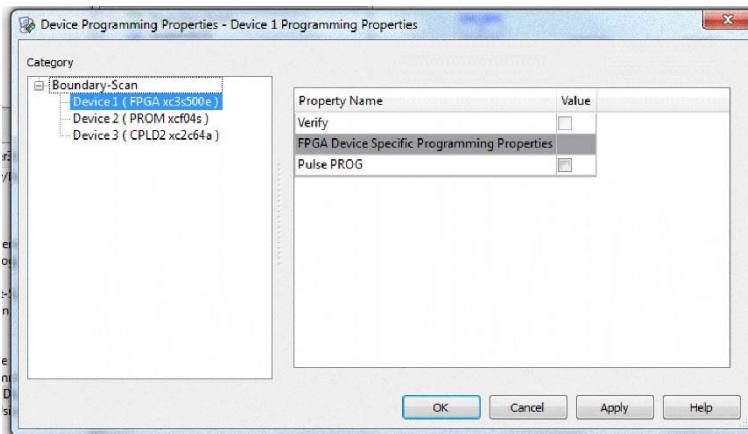 Device Programming Properties - Device 1 Programming Properties
Category
Boundary-Scan
Device 1 ( FPGA xc3s500e )
Device 2 ( PROM xcf04s )
Device 3 ( CPLD2 xc2c64a )
Property Name Value
Verify
FPGA Device Specific Programming Properties
Pulse PROG
OK Cancel Apply Help